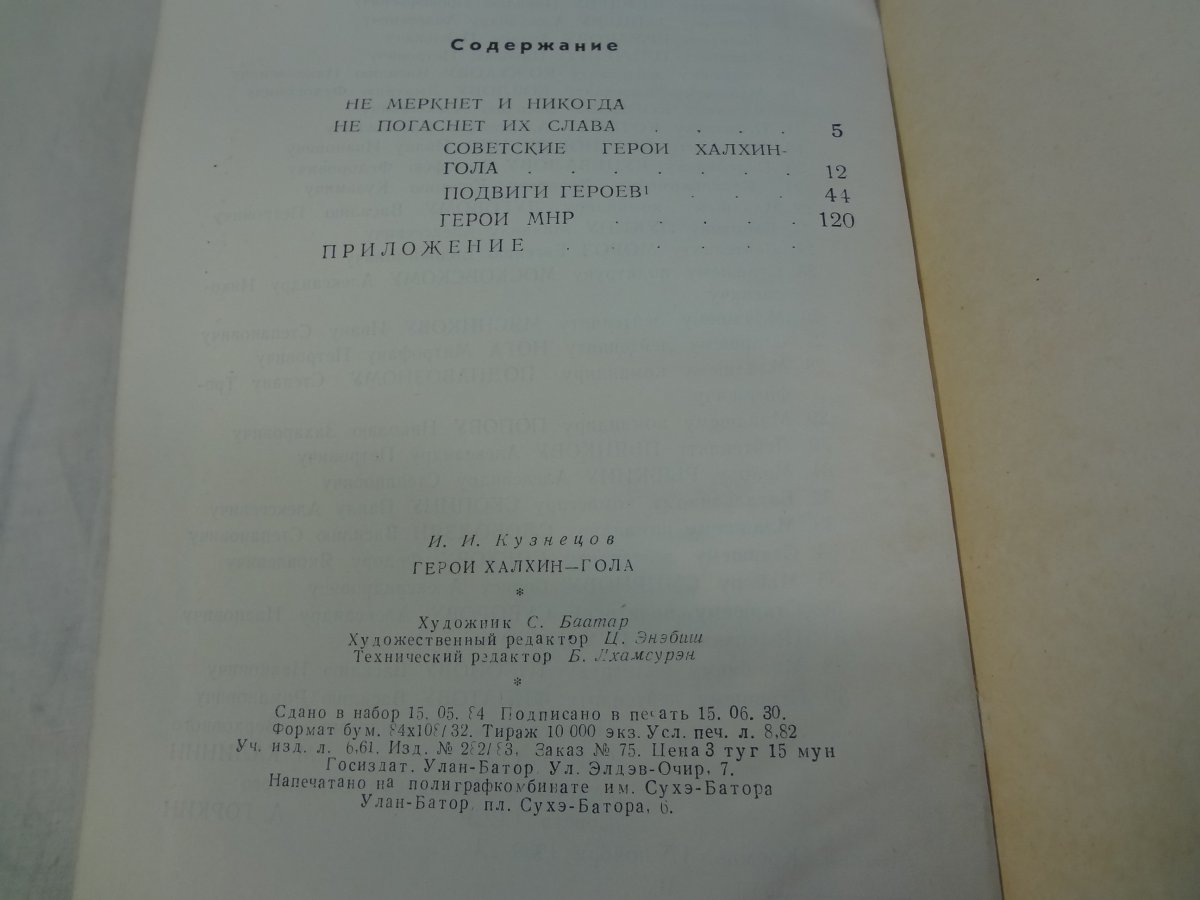 Содержание
НЕ МЕРКНЕТ И НИКОГДА
НЕ ПОГАСНЕТ ИХ СЛАВА . . . . 5
СОВЕТСКИЕ ГЕРОИ ХАЛХИН-
ГОЛА . . . . . . . 12
ПОДВИГИ ГЕРОЕВ¹ . . . 44
ГЕРОИ МНР . . . . . 120
ПРИЛОЖЕНИЕ . . . . .
И. И. Кузнецов
ГЕРОИ ХАЛХИН—ГОЛА
*
Художник С. Баатар
Художественный редактор Ц. Энэбиш
Технический редактор Б. Лхамсурэн
*
Сдано в набор 15. 05. 84 Подписано в печать 15. 06. 30.
Формат бум. 84х108/32. Тираж 10 000 экз. Усл. печ. л. 8,82
Уч. изд. л. 6,61. Изд. № 282/83. Заказ № 75. Цена 3 туг 15 мун
Госиздат. Улан-Батор. Ул. Элдэв-Очир, 7.
Напечатано на полиграфкомбинате им. Сухэ-Батора
Улан-Батор, пл. Сухэ-Батора, 6.